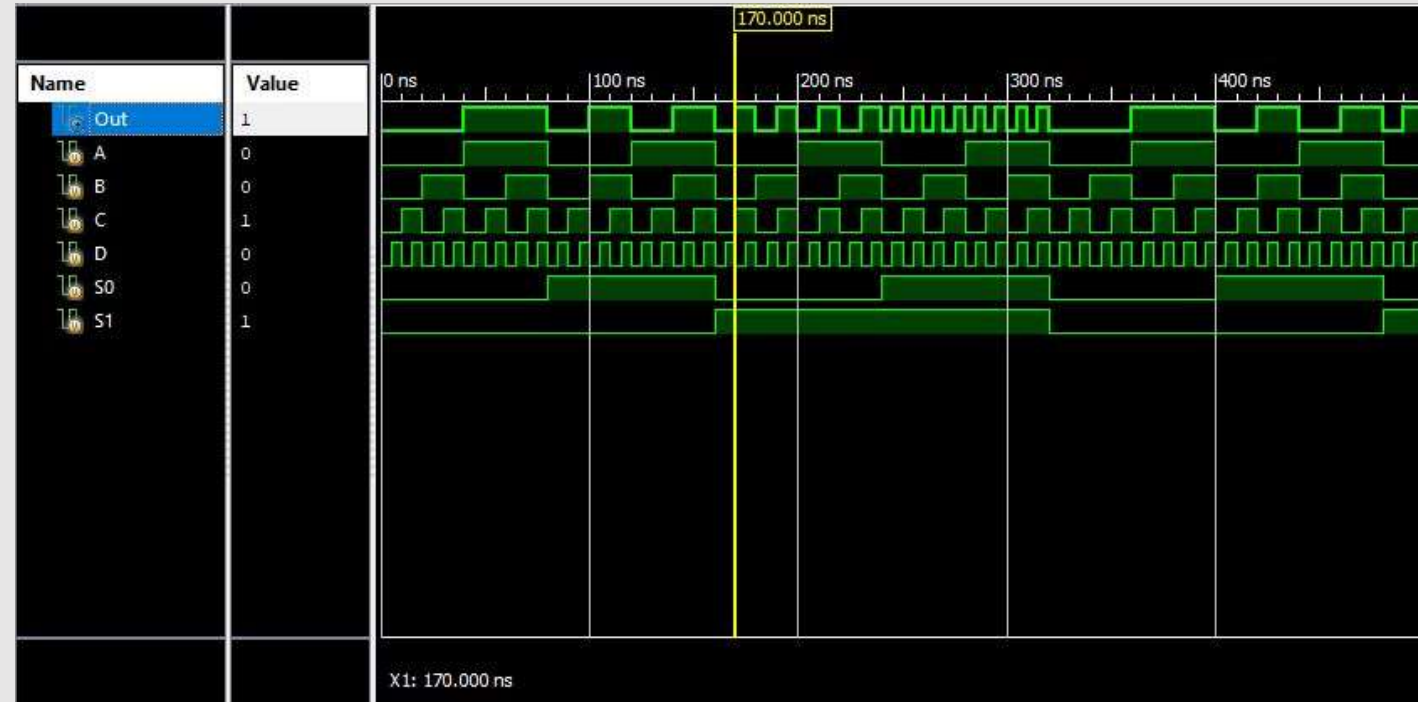 170.000 ns
Name Value
0 ns 100 ns 200 ns 300 ns 400 ns
Out 1
A 0
B 0
C 1
D 0
S0 0
S1 1
X1: 170.000 ns